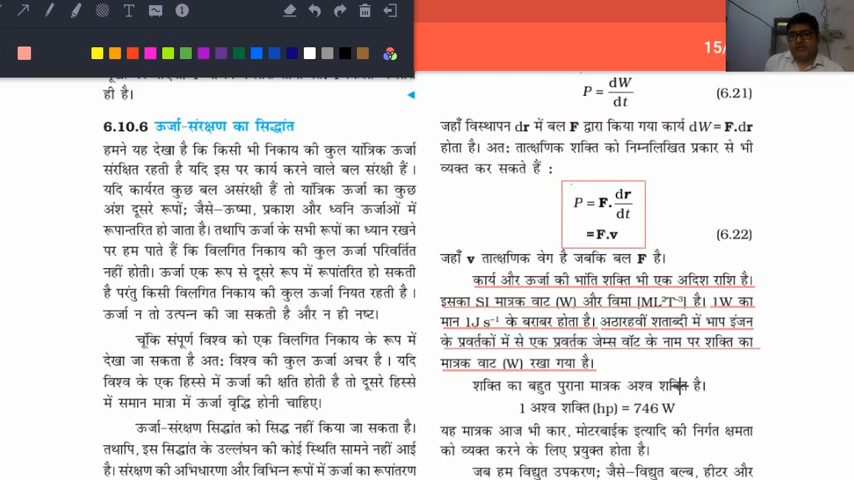 T
1
15/
ही है।
6.10.6 ऊर्जा-संरक्षण का सिद्धांत
हमने यह देखा है कि किसी भी निकाय की कुल यांत्रिक ऊर्जा
संरक्षित रहती है यदि इस पर कार्य करने वाले बल संरक्षी हैं ।
यदि कार्यरत कुछ बल असंरक्षी हैं तो यांत्रिक ऊर्जा का कुछ
अंश दूसरे रूपों; जैसे–ऊष्मा, प्रकाश और ध्वनि ऊर्जाओं में
रूपान्तरित हो जाता है। तथापि ऊर्जा के सभी रूपों का ध्यान रखने
पर हम पाते हैं कि विलगित निकाय की कुल ऊर्जा परिवर्तित
नहीं होती। ऊर्जा एक रूप से दूसरे रूप में रूपांतरित हो सकती
है परंतु किसी विलगित निकाय की कुल ऊर्जा नियत रहती है ।
ऊर्जा न तो उत्पन्न की जा सकती है और न ही नष्ट।
चूंकि संपूर्ण विश्व को एक विलगित निकाय के रूप में
देखा जा सकता है अत: विश्व की कुल ऊर्जा अचर है । यदि
विश्व के एक हिस्से में ऊर्जा की क्षति होती है तो दूसरे हिस्से
में समान मात्रा में ऊर्जा वृद्धि होनी चाहिए।
ऊर्जा-संरक्षण सिद्धांत को सिद्ध नहीं किया जा सकता है।
तथापि, इस सिद्धांत के उल्लंघन की कोई स्थिति सामने नहीं आई
है। संरक्षण की अभिधारणा और विभिन्न रूपों में ऊर्जा का रूपांतरण
P = dW/dt (6.21)
जहाँ विस्थापन dr में बल F द्वारा किया गया कार्य dW = F.dr
होता है। अत: तात्क्षणिक शक्ति को निम्नलिखित प्रकार से भी
व्यक्त कर सकते हैं :
P = F. dr/dt
=F.v (6.22)
जहाँ v तात्क्षणिक वेग है जबकि बल F है।
कार्य और ऊर्जा की भांति शक्ति भी एक अदिश राशि है।
इसका SI मात्रक वाट (W) और विमा [ML²T⁻³] है। 1W का
मान 1J s⁻¹ के बराबर होता है। अठारहवीं शताब्दी में भाप इंजन
के प्रवर्तकों में से एक प्रवर्तक जेम्स वॉट के नाम पर शक्ति का
मात्रक वाट (W) रखा गया है।
शक्ति का बहुत पुराना मात्रक अश्व शक्ति है।
1 अश्व शक्ति (hp) = 746 W
यह मात्रक आज भी कार, मोटरबाईक इत्यादि की निर्गत क्षमता
को व्यक्त करने के लिए प्रयुक्त होता है।
जब हम विद्युत उपकरण; जैसे–विद्युत बल्ब, हीटर और